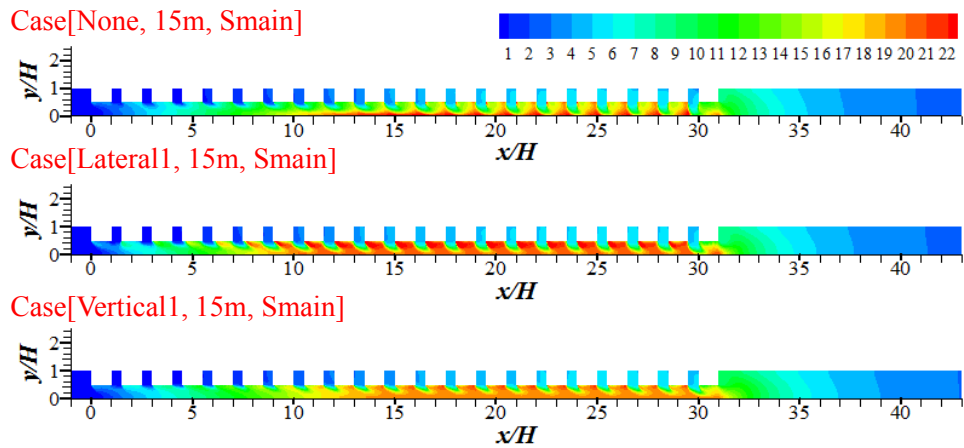 Case[None, 15m, Smain]
1 2 3 4 5 6 7 8 9 10 11 13 14 15 16 17 18 19 20 21 22
y/H
2
1
0
0 5 10 15 20 25 30 35 40
x/H
Case[Lateral1, 15m, Smain]
y/H
2
1
0
0 5 10 15 20 25 30 35 40
x/H
Case[Vertical1, 15m, Smain]
y/H
2
1
0
0 5 10 15 20 25 30 35 40
x/H